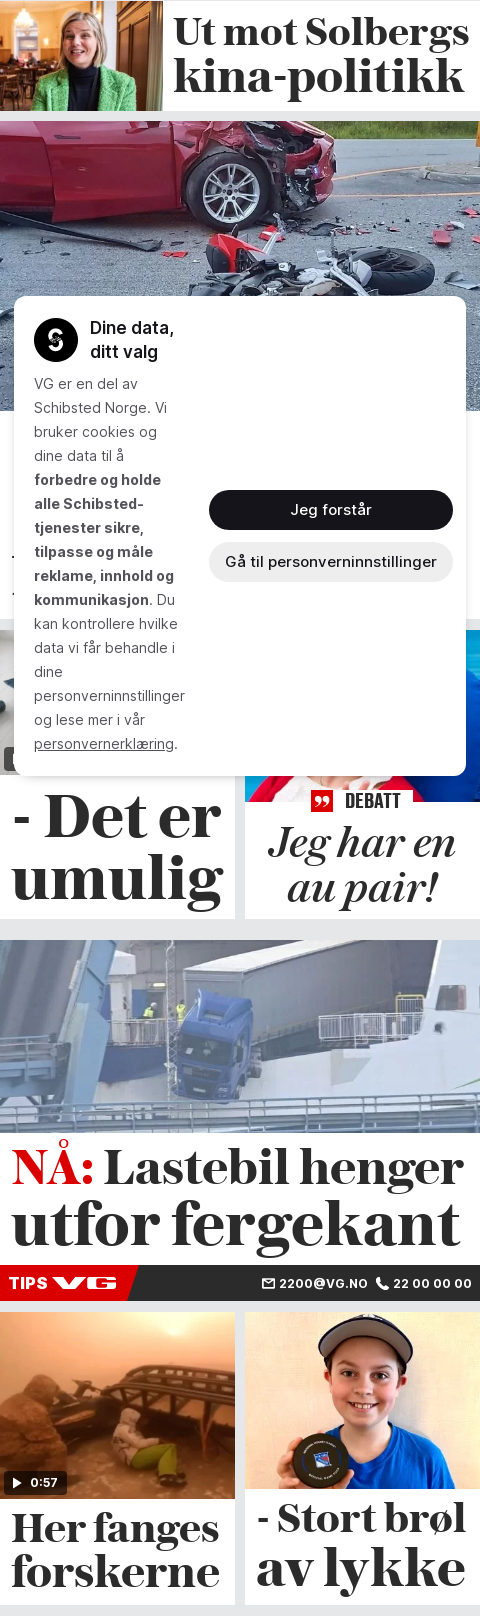 Ut mot Solbergs
kina-politikk
Dine data,
ditt valg
VG er en del av
Schibsted Norge. Vi
bruker cookies og
dine data til å
forbedre og holde
alle Schibsted-
tjenester sikre,
tilpasse og måle
reklame, innhold og
kommunikasjon. Du
kan kontrollere hvilke
data vi får behandle i
dine
personverninnstillinger
og lese mer i vår
personvernerklæring.
Jeg forstår
Gå til personverninnstillinger
- Det er
umulig
DEBATT
Jeg har en
au pair!
NÅ: Lastebil henger
utfor fergekant
TIPS VG
2200@VG.NO
22 00 00 00
0:57
Her fanges
forskerne
- Stort brøl
av lykke